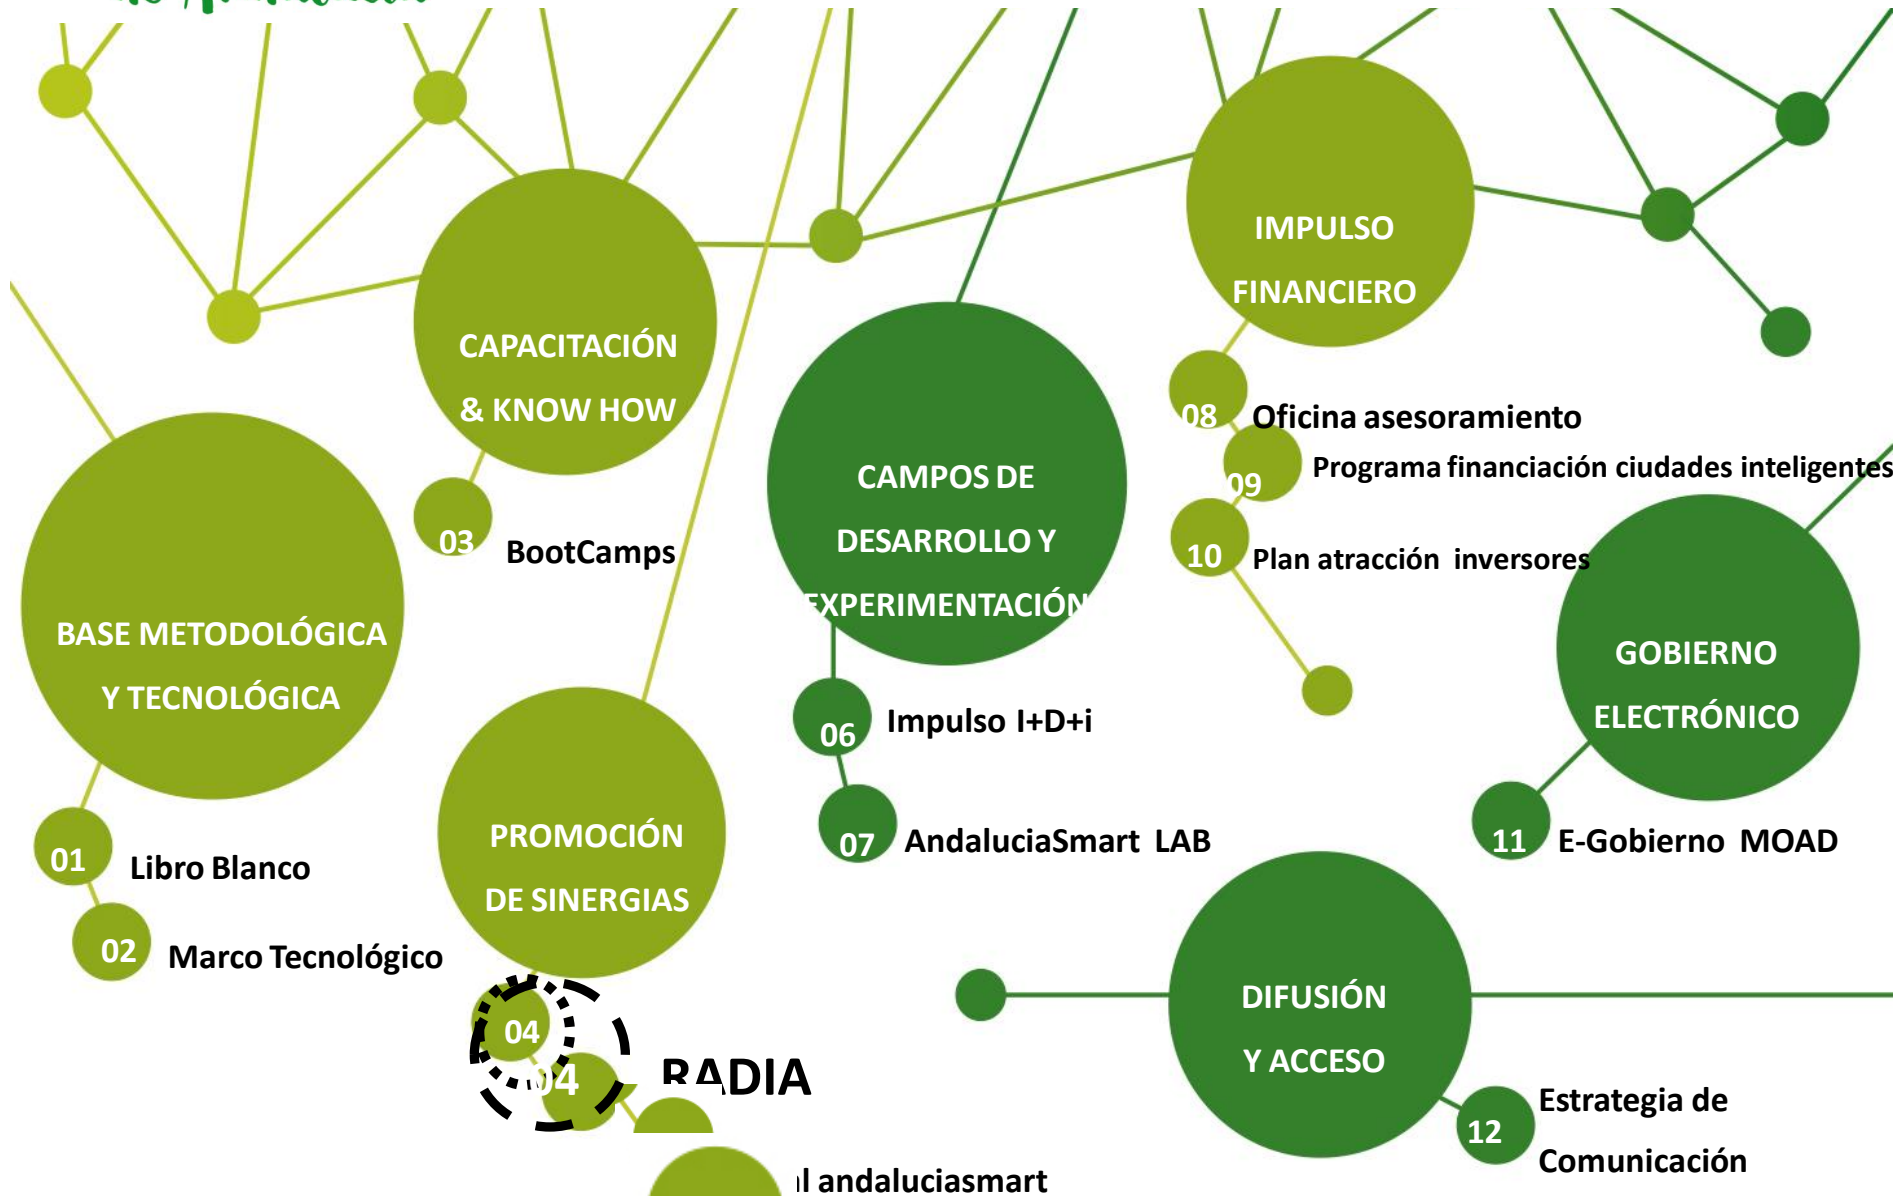 IMPULSO
FINANCIERO
08 Oficina asesoramiento
09 Programa financiación ciudades inteligentes
10 Plan atracción inversores
CAPACITACIÓN
& KNOW HOW
03 BootCamps
CAMPOS DE
DESARROLLO Y
EXPERIMENTACIÓN
06 Impulso I+D+i
07 AndaluciaSmart LAB
BASE METODOLÓGICA
Y TECNOLÓGICA
01 Libro Blanco
02 Marco Tecnológico
GOBIERNO
ELECTRÓNICO
11 E-Gobierno MOAD
PROMOCIÓN
DE SINERGIAS
04
04 RADIA
andaluciasmart
DIFUSIÓN
Y ACCESO
12 Estrategia de
Comunicación